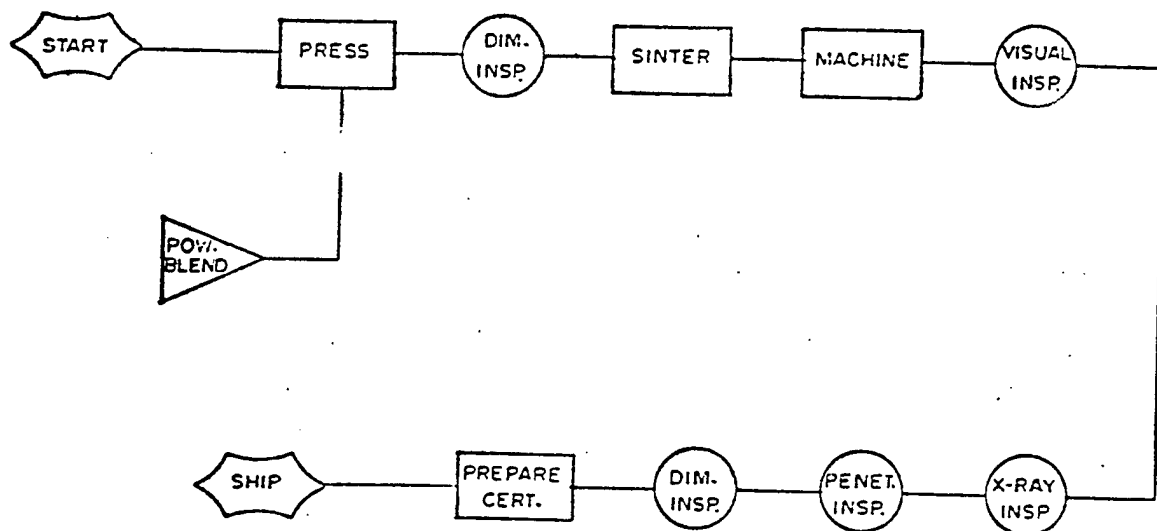 START
PRESS
DIM.
INSP.
SINTER
MACHINE
VISUAL
INSP.
POW.
BLEND
SHIP
PREPARE
CERT.
DIM.
INSP.
PENET.
INSP.
X-RAY
INSP